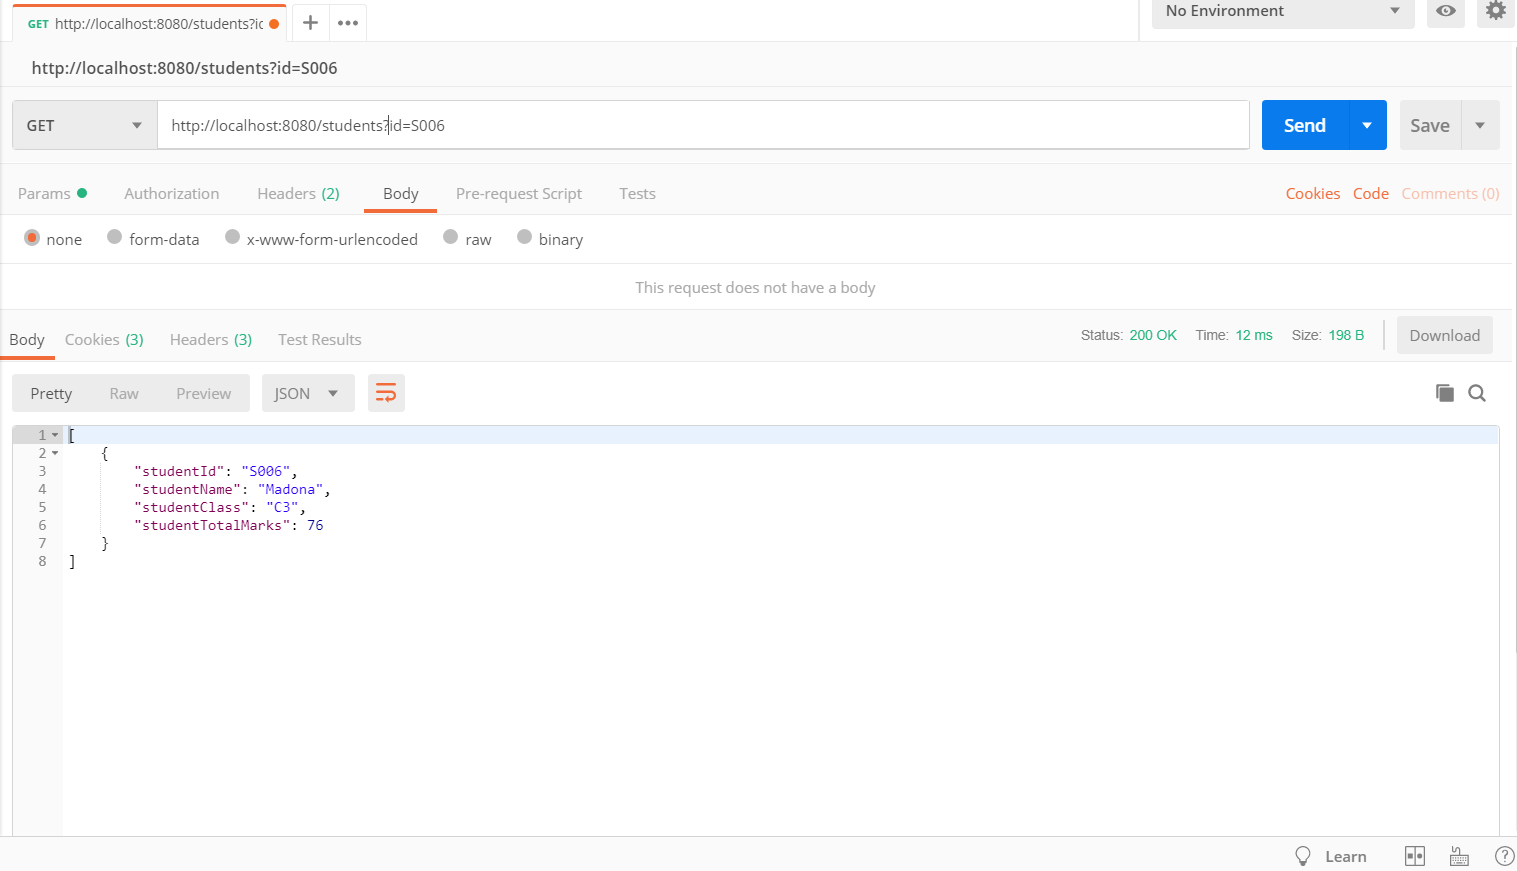 GET http://localhost:8080/students?ic
No Environment
http://localhost:8080/students?id=S006
GET http://localhost:8080/students?id=S006 Send Save
Params Authorization Headers (2) Body Pre-request Script Tests Cookies Code Comments (0)
none form-data x-www-form-urlencoded raw binary
This request does not have a body
Body Cookies (3) Headers (3) Test Results Status: 200 OK Time: 12 ms Size: 198 B Download
Pretty Raw Preview JSON
1 [
2 {
3 "studentId": "S006",
4 "studentName": "Madona",
5 "studentClass": "C3",
6 "studentTotalMarks": 76
7 }
8 ]
Learn